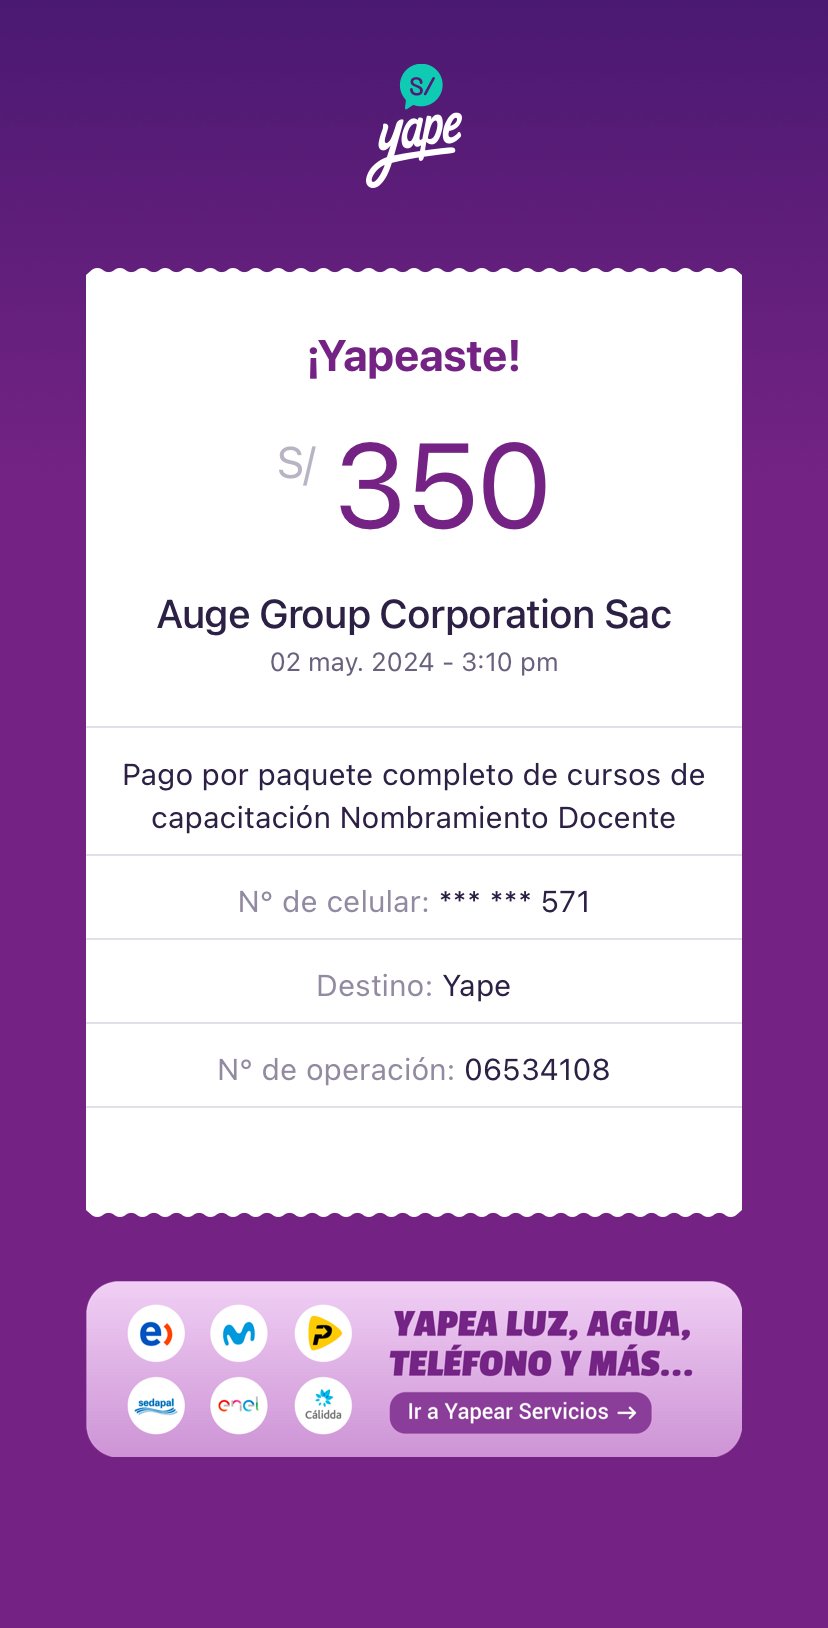 S/
yape
¡Yapeaste!
S/ 350
Auge Group Corporation Sac
02 may. 2024 - 3:10 pm
Pago por paquete completo de cursos de
capacitación Nombramiento Docente
N° de celular: *** *** 571
Destino: Yape
N° de operación: 06534108
e)
P
YAPEA LUZ, AGUA,
TELÉFONO Y MÁS...
sedapal
enel
Cálidda
Ir a Yapear Servicios →